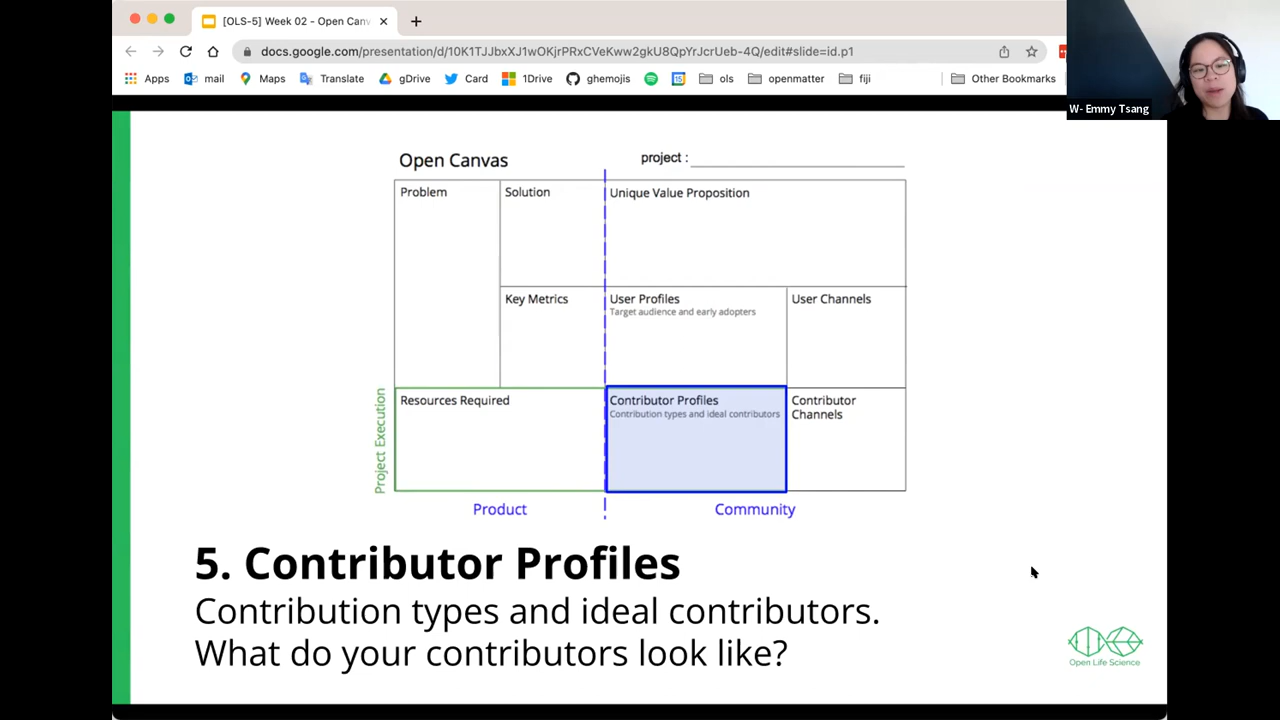 [OLS-5] Week 02 - Open Canv
docs.google.com/presentation/d/10K1TJJbxXJ1wOKjrPRxCVeKww2gkU8QpYrJcrUeb-4Q/edit#slide=id.p1
Apps mail Maps Translate gDrive Card 1Drive ghemojis ols openmatter fiji Other Bookmarks
W- Emmy Tsang
Open Canvas
project :
Problem
Solution
Unique Value Proposition
Key Metrics
User Profiles
Target audience and early adopters
User Channels
Project Execution
Resources Required
Contributor Profiles
Contribution types and ideal contributors
Contributor
Channels
Product
Community
5. Contributor Profiles
Contribution types and ideal contributors.
What do your contributors look like?
Open Life Science